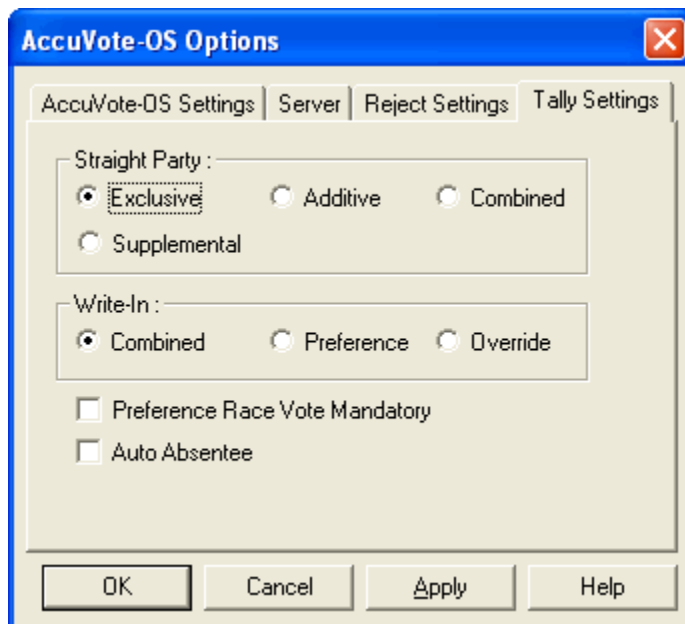 AccuVote-OS Options
AccuVote-OS Settings Server Reject Settings Tally Settings
Straight Party :
Exclusive Additive Combined
Supplemental
Write-In :
Combined Preference Override
Preference Race Vote Mandatory
Auto Absentee
OK Cancel Apply Help